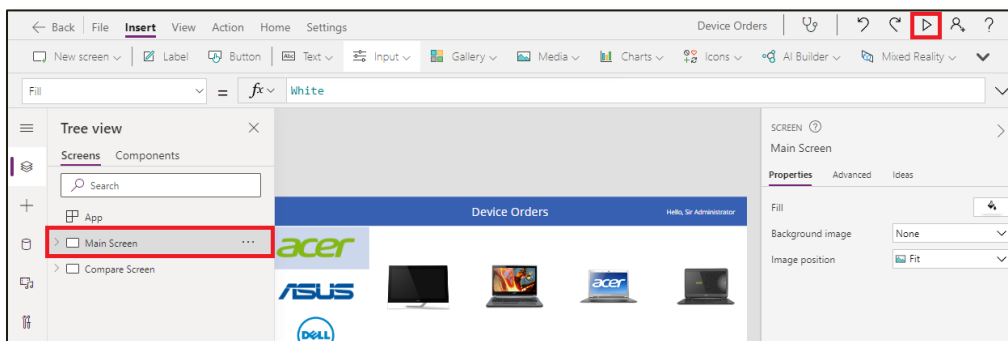 ← Back File Insert View Action Home Settings Device Orders ?
New screen Label Button Abc Text Input Gallery Media Charts Icons AI Builder Mixed Reality
Fill = fx White
Tree view
Screens Components
Search
App
Main Screen ...
Compare Screen
Device Orders Hello, Sir Administrator
acer
ASUS
DELL
acer
SCREEN ?
Main Screen
Properties Advanced Ideas
Fill
Background image None
Image position Fit